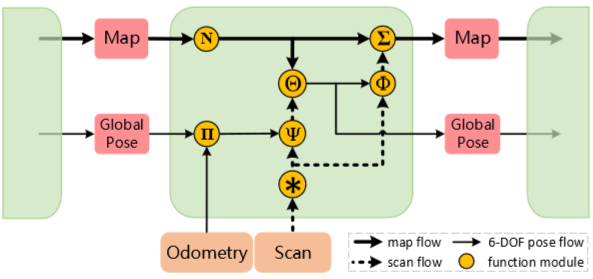 Map
N
Σ
Map
Θ
Φ
Global
Pose
Π
Ψ
Global
Pose
*
Odometry
Scan
map flow
6-DOF pose flow
scan flow
function module